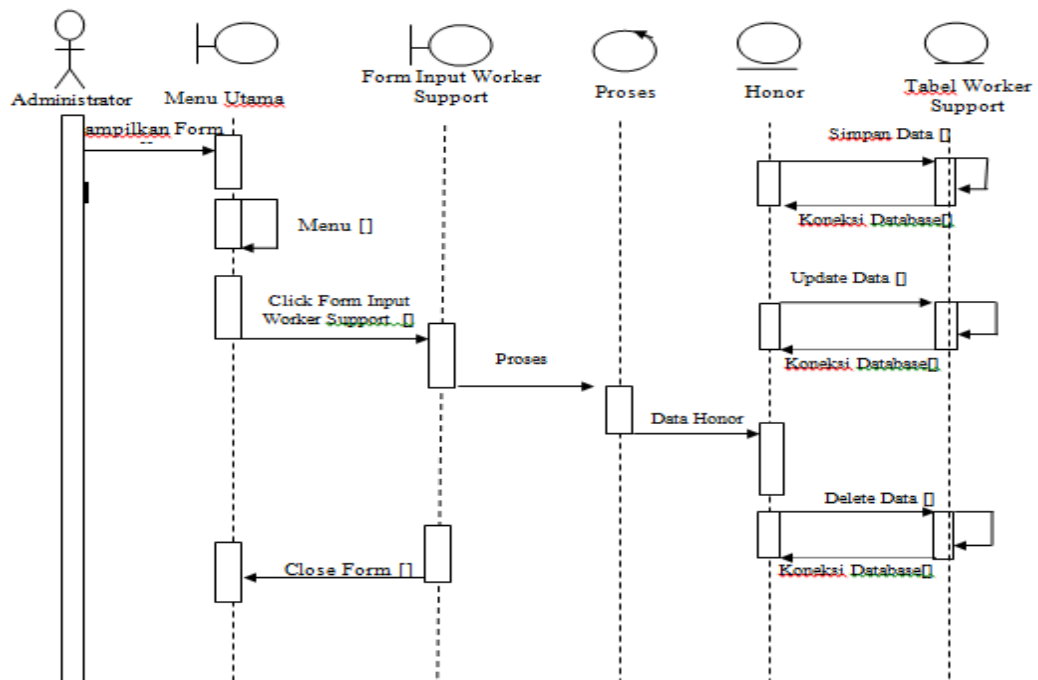 Form Input Worker
Support
Administrator
Menu Utama
Proses
Honor
Tabel Worker
Support
ampilkan Form
Simpan Data []
Koneksi Database[]
Menu []
Update Data []
Click Form Input
Worker Support . []
Koneksi Database[]
Proses
Data Honor
Delete Data []
Close Form []
Koneksi Database[]